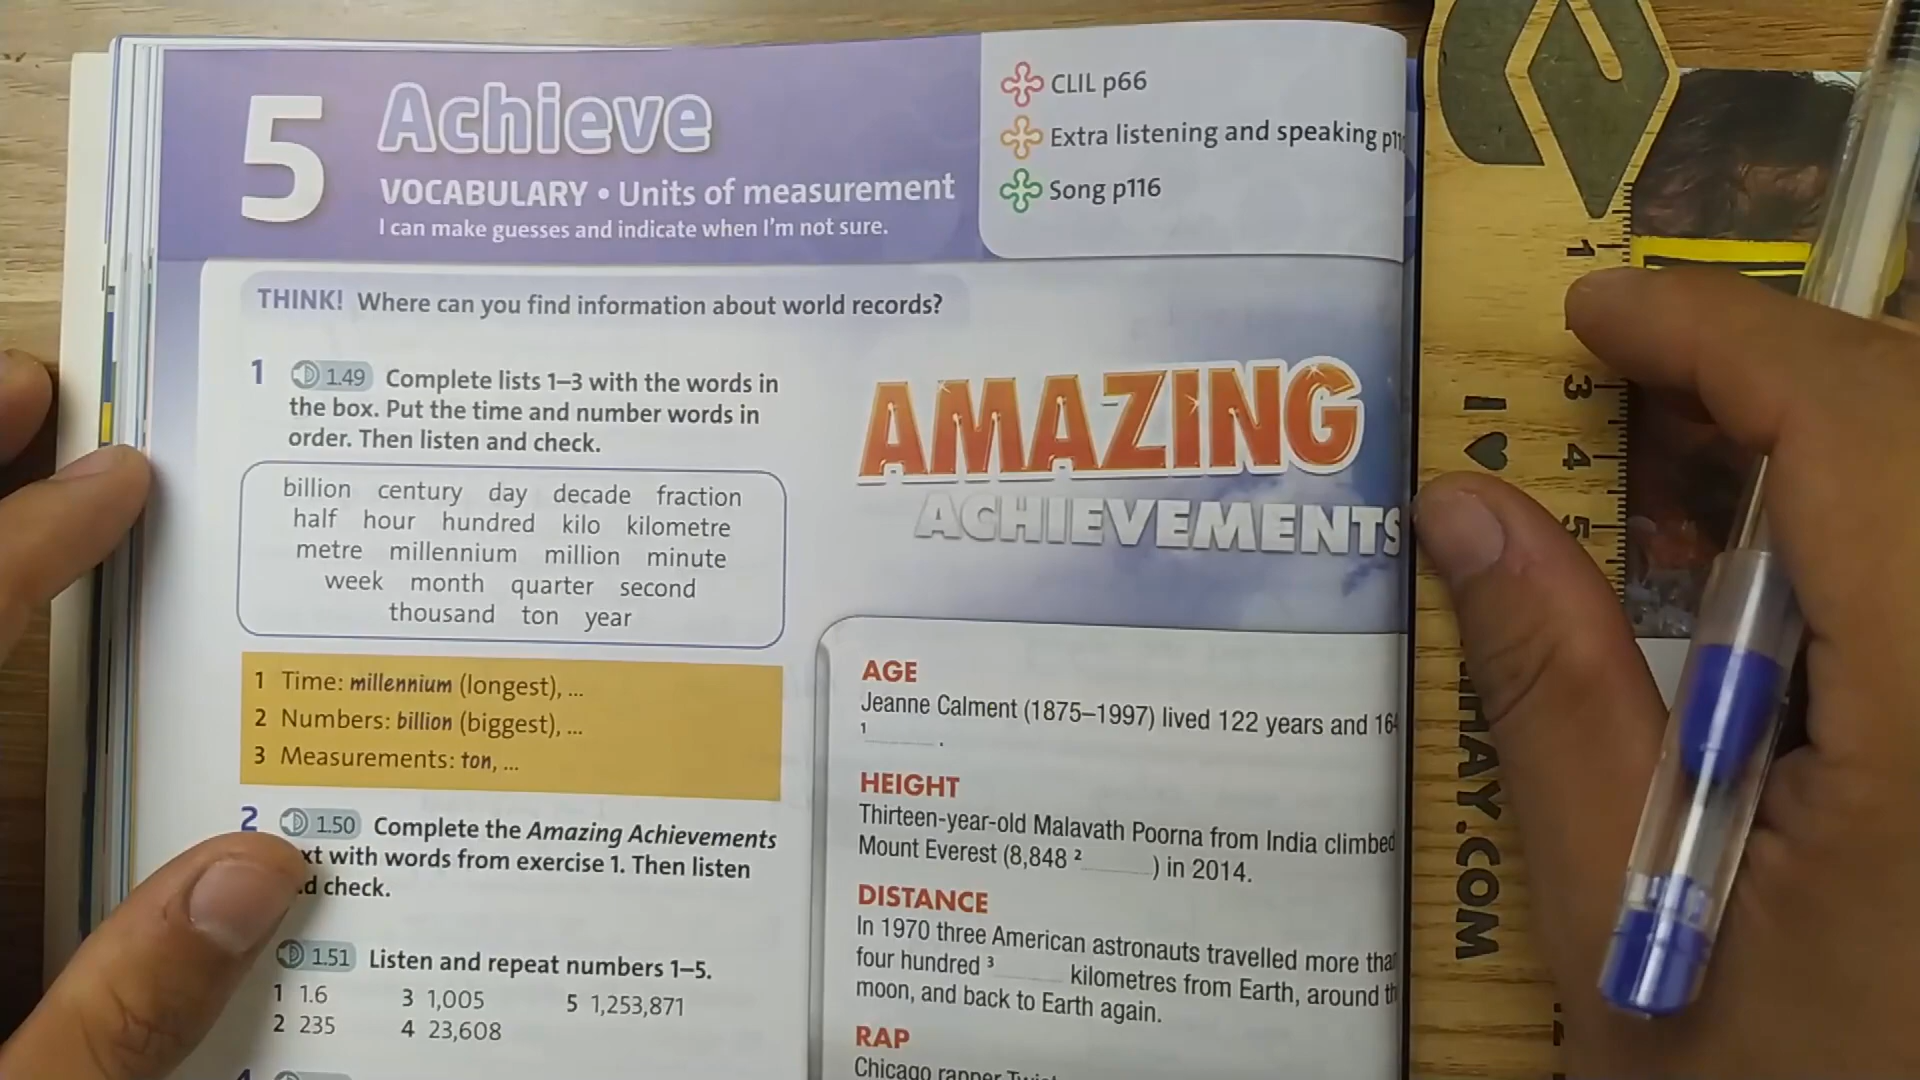 5 Achieve
VOCABULARY • Units of measurement
I can make guesses and indicate when I'm not sure.
CLIL p66
Extra listening and speaking
Song p116
THINK! Where can you find information about world records?
1 1.49 Complete lists 1–3 with the words in
the box. Put the time and number words in
order. Then listen and check.
billion century day decade fraction
half hour hundred kilo kilometre
metre millennium million minute
week month quarter second
thousand ton year
1 Time: millennium (longest), ...
2 Numbers: billion (biggest), ...
3 Measurements: ton, ...
2 1.50 Complete the Amazing Achievements
with words from exercise 1. Then listen
check.
1.51 Listen and repeat numbers 1–5.
1 1.6 3 1,005 5 1,253,871
2 235 4 23,608
AMAZING
ACHIEVEMENTS
AGE
Jeanne Calment (1875–1997) lived 122 years and
1 ______ .
HEIGHT
Thirteen-year-old Malavath Poorna from India climbed
Mount Everest (8,848 2 ______ ) in 2014.
DISTANCE
In 1970 three American astronauts travelled more
four hundred 3 ______ kilometres from Earth, around
moon, and back to Earth again.
RAP
Chicago rapper
1
3
4
5
I ♥
.COM